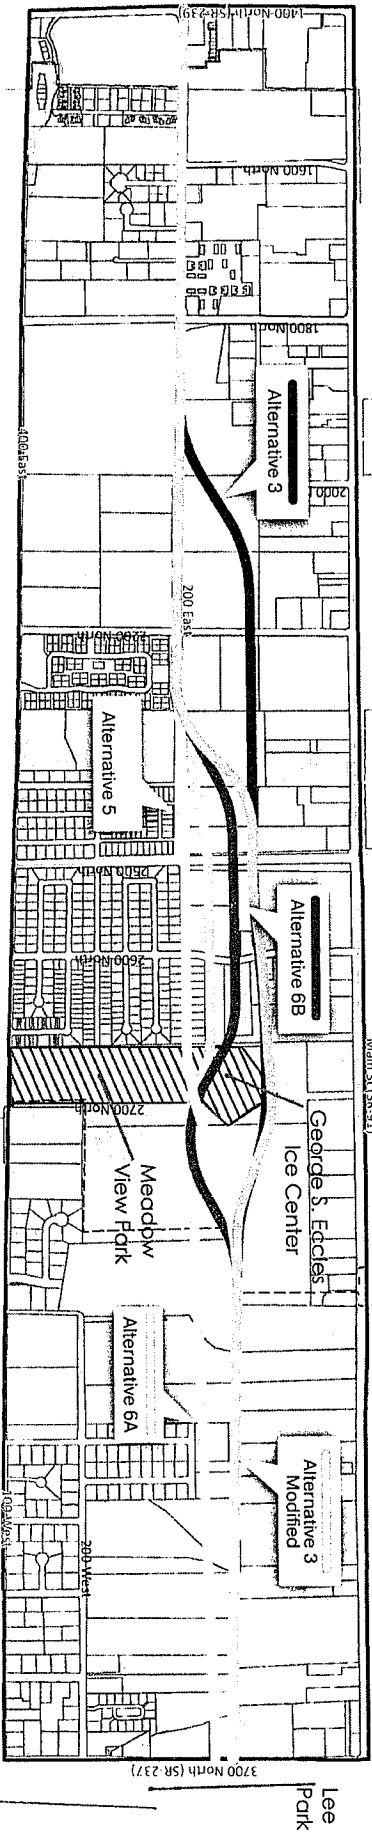 1400 North (SR-239)
1600 North
1800 North
Alternative 3
2000
400 East
200 East
2200 North
Alternative 5
2500 North
Alternative 6B
2600 North
Main St (SR-91)
2700 North
George S. Eccles
Ice Center
Meadow
View Park
Alternative 6A
Alternative 3
Modified
100 West
200 West
3700 North (SR-237)
Lee
Park